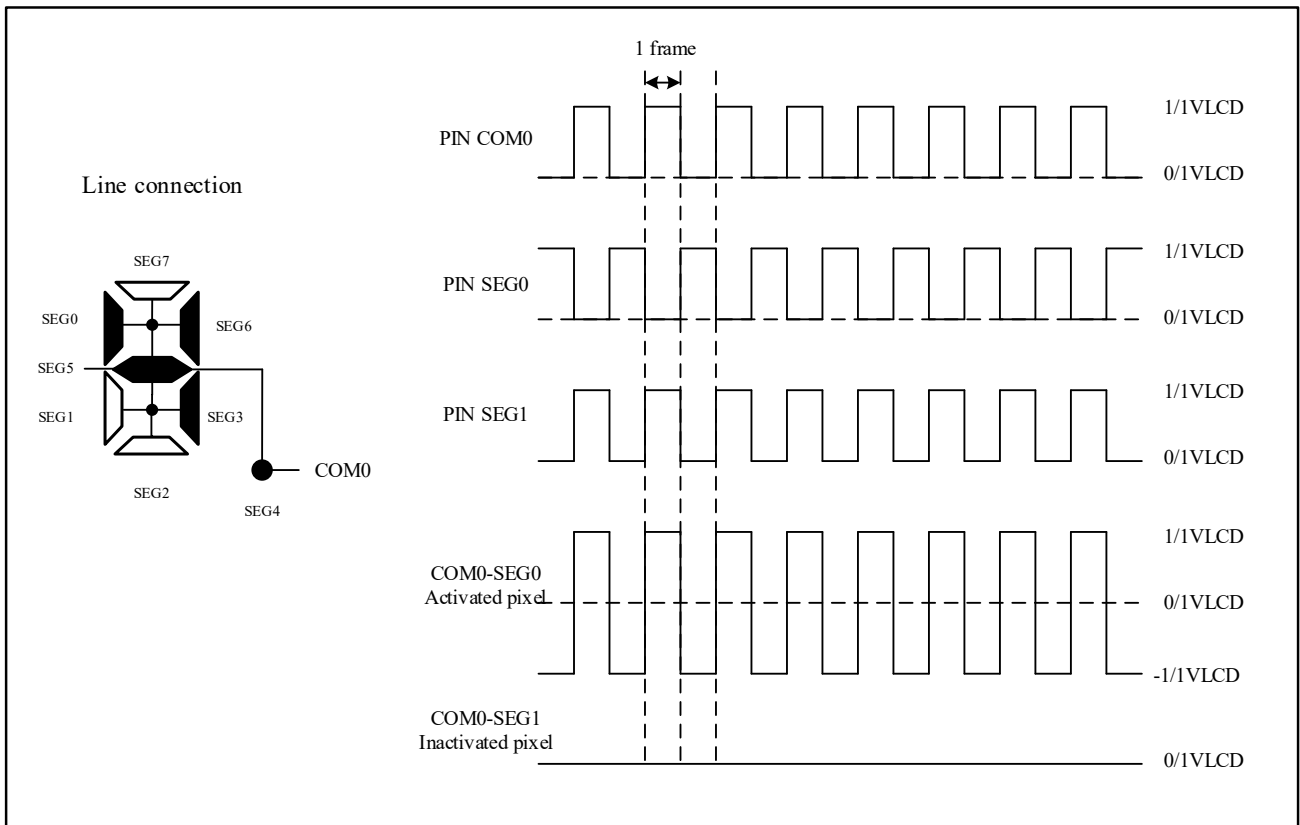 1 frame
PIN COM0
1/1VLCD
0/1VLCD
Line connection
PIN SEG0
1/1VLCD
0/1VLCD
SEG7
SEG0
SEG6
SEG5
SEG1
SEG3
SEG2
COM0
SEG4
PIN SEG1
1/1VLCD
0/1VLCD
COM0-SEG0
Activated pixel
1/1VLCD
0/1VLCD
-1/1VLCD
COM0-SEG1
Inactivated pixel
0/1VLCD